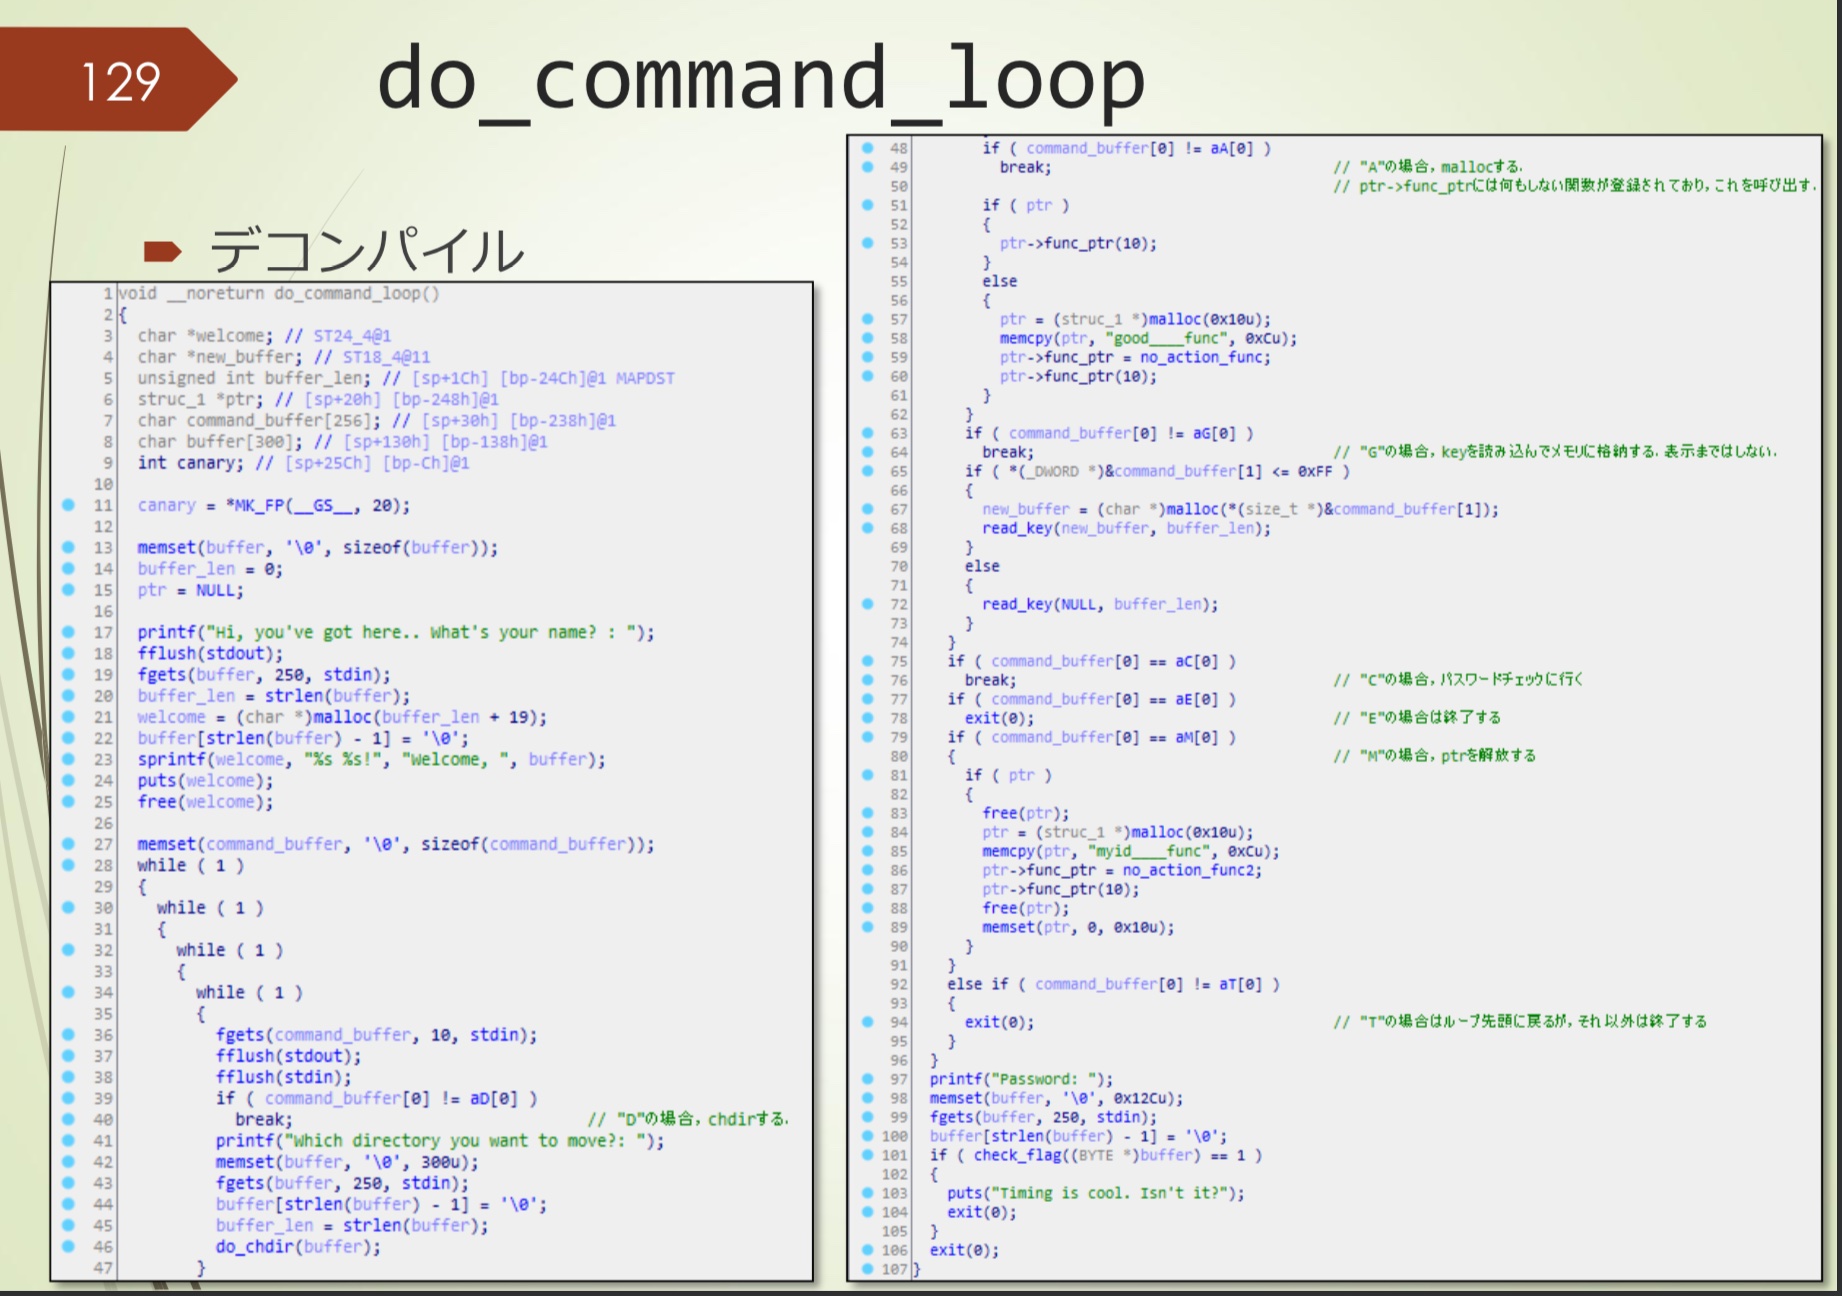 129
do_command_loop
デコンパイル
1 void __noreturn do_command_loop()
2 {
3 char *welcome; // ST24_4@1
4 char *new_buffer; // ST18_4@11
5 unsigned int buffer_len; // [sp+1Ch] [bp-24Ch]@1 MAPDST
6 struc_1 *ptr; // [sp+20h] [bp-248h]@1
7 char command_buffer[256]; // [sp+30h] [bp-238h]@1
8 char buffer[300]; // [sp+130h] [bp-138h]@1
9 int canary; // [sp+25Ch] [bp-Ch]@1
10
11 canary = *MK_FP(__GS__, 20);
12
13 memset(buffer, '\0', sizeof(buffer));
14 buffer_len = 0;
15 ptr = NULL;
16
17 printf("Hi, you've got here.. What's your name? : ");
18 fflush(stdout);
19 fgets(buffer, 250, stdin);
20 buffer_len = strlen(buffer);
21 welcome = (char *)malloc(buffer_len + 19);
22 buffer[strlen(buffer) - 1] = '\0';
23 sprintf(welcome, "%s %s!", "Welcome, ", buffer);
24 puts(welcome);
25 free(welcome);
26
27 memset(command_buffer, '\0', sizeof(command_buffer));
28 while ( 1 )
29 {
30 while ( 1 )
31 {
32 while ( 1 )
33 {
34 while ( 1 )
35 {
36 fgets(command_buffer, 10, stdin);
37 fflush(stdout);
38 fflush(stdin);
39 if ( command_buffer[0] != aD[0] )
40 break; // "D"の場合，chdirする．
41 printf("Which directory you want to move?: ");
42 memset(buffer, '\0', 300u);
43 fgets(buffer, 250, stdin);
44 buffer[strlen(buffer) - 1] = '\0';
45 buffer_len = strlen(buffer);
46 do_chdir(buffer);
47 }
48 if ( command_buffer[0] != aA[0] )
49 break; // "A"の場合，mallocする．
50 // ptr->func_ptrには何もしない関数が登録されており，これを呼び出す．
51 if ( ptr )
52 {
53 ptr->func_ptr(10);
54 }
55 else
56 {
57 ptr = (struc_1 *)malloc(0x10u);
58 memcpy(ptr, "good____func", 0xCu);
59 ptr->func_ptr = no_action_func;
60 ptr->func_ptr(10);
61 }
62 }
63 if ( command_buffer[0] != aG[0] )
64 break; // "G"の場合，keyを読み込んでメモリに格納する．表示まではしない．
65 if ( *(_DWORD *)&command_buffer[1] <= 0xFF )
66 {
67 new_buffer = (char *)malloc(*(size_t *)&command_buffer[1]);
68 read_key(new_buffer, buffer_len);
69 }
70 else
71 {
72 read_key(NULL, buffer_len);
73 }
74 }
75 if ( command_buffer[0] == aC[0] )
76 break; // "C"の場合，パスワードチェックに行く
77 if ( command_buffer[0] == aE[0] )
78 exit(0); // "E"の場合は終了する
79 if ( command_buffer[0] == aM[0] )
80 { // "M"の場合，ptrを解放する
81 if ( ptr )
82 {
83 free(ptr);
84 ptr = (struc_1 *)malloc(0x10u);
85 memcpy(ptr, "myid____func", 0xCu);
86 ptr->func_ptr = no_action_func2;
87 ptr->func_ptr(10);
88 free(ptr);
89 memset(ptr, 0, 0x10u);
90 }
91 }
92 else if ( command_buffer[0] != aT[0] )
93 {
94 exit(0); // "T"の場合はループ先頭に戻るが，それ以外は終了する
95 }
96 }
97 printf("Password: ");
98 memset(buffer, '\0', 0x12Cu);
99 fgets(buffer, 250, stdin);
100 buffer[strlen(buffer) - 1] = '\0';
101 if ( check_flag((BYTE *)buffer) == 1 )
102 {
103 puts("Timing is cool. Isn't it?");
104 exit(0);
105 }
106 exit(0);
107 }